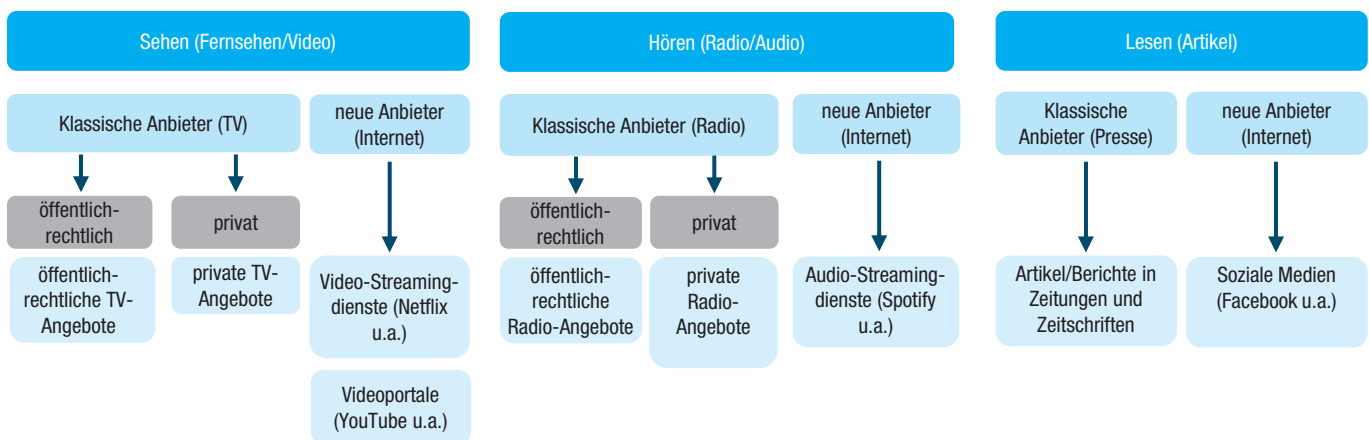 Sehen (Fernsehen/Video)
Klassische Anbieter (TV)
neue Anbieter
(Internet)
öffentlich-
rechtlich
privat
öffentlich-
rechtliche TV-
Angebote
private TV-
Angebote
Video-Streaming-
dienste (Netflix
u.a.)
Videoportale
(YouTube u.a.)
Hören (Radio/Audio)
Klassische Anbieter (Radio)
neue Anbieter
(Internet)
öffentlich-
rechtlich
privat
öffentlich-
rechtliche
Radio-Angebote
private
Radio-
Angebote
Audio-Streaming-
dienste (Spotify
u.a.)
Lesen (Artikel)
Klassische
Anbieter (Presse)
neue Anbieter
(Internet)
Artikel/Berichte in
Zeitungen und
Zeitschriften
Soziale Medien
(Facebook u.a.)